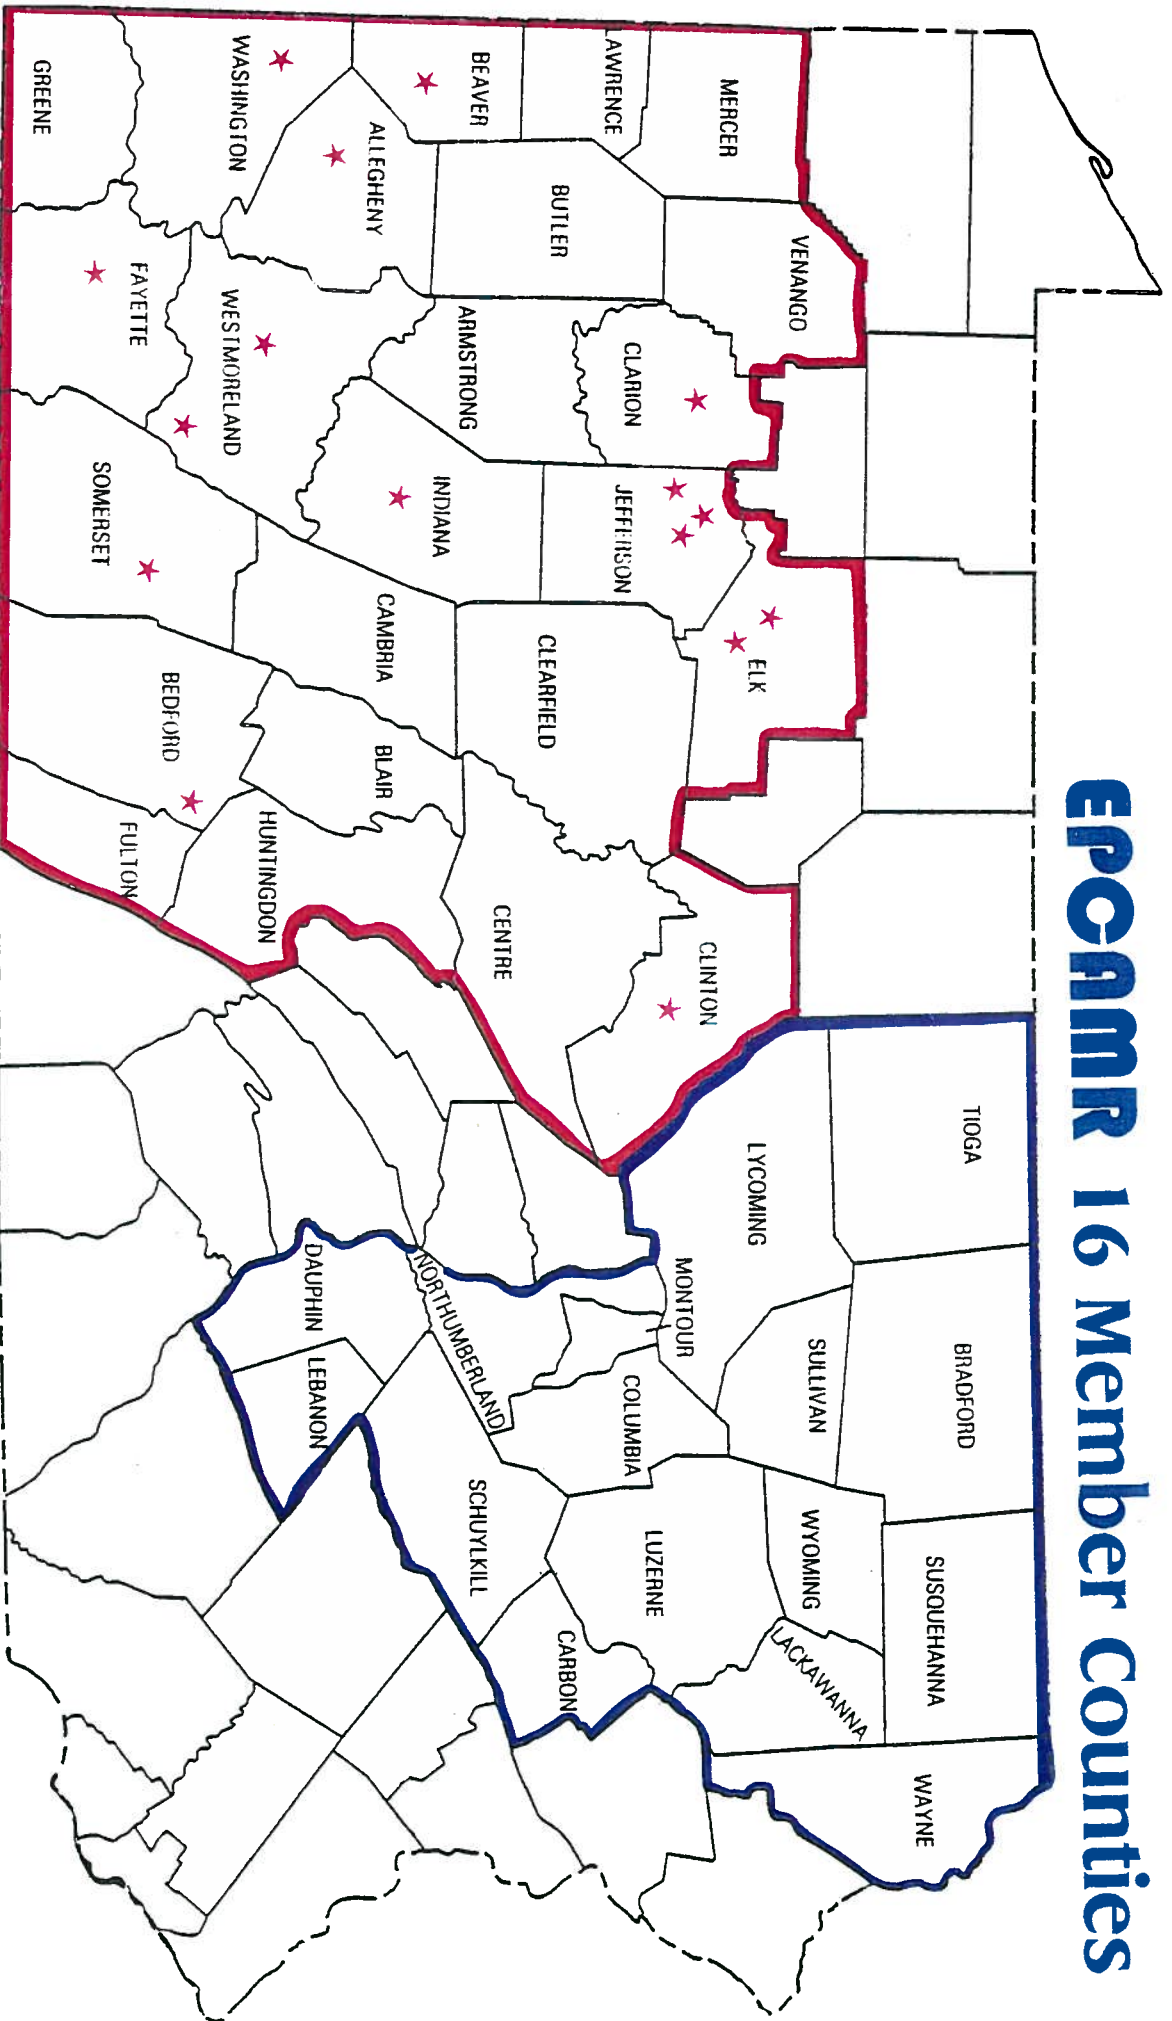 EPCAMR 16 Member Counties
TIOGA
BRADFORD
SUSQUEHANNA
WAYNE
LYCOMING
SULLIVAN
WYOMING
LACKAWANNA
MERCER
VENANGO
ELK
CLINTON
MONTOUR
COLUMBIA
LUZERNE
AWRENCE
CLARION
JEFFERSON
BUTLER
CLEARFIELD
CENTRE
NORTHUMBERLAND
SCHUYLKILL
CARBON
BEAVER
ARMSTRONG
INDIANA
ALLEGHENY
CAMBRIA
BLAIR
DAUPHIN
LEBANON
WASHINGTON
WESTMORELAND
HUNTINGDON
GREENE
FAYETTE
SOMERSET
BEDFORD
FULTON